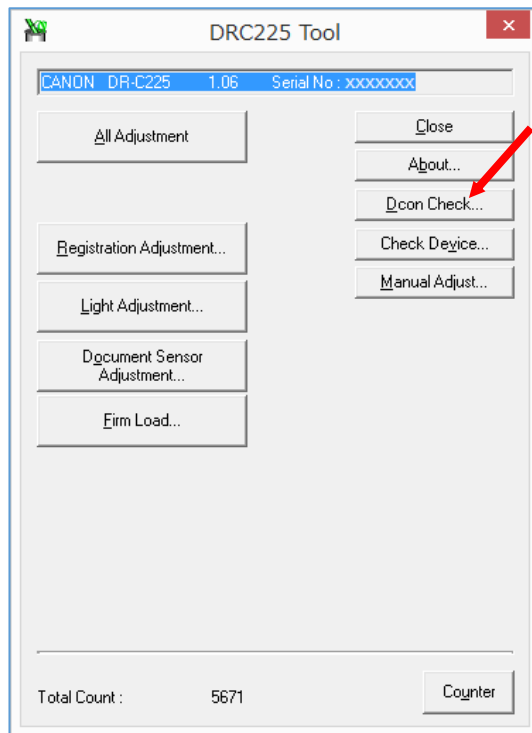 DRC225 Tool
CANON DR-C225 1.06 Serial No : XXXXXXX
All Adjustment
Close
About...
Dcon Check...
Registration Adjustment...
Check Device...
Manual Adjust...
Light Adjustment...
Document Sensor
Adjustment...
Firm Load...
Total Count : 5671
Counter